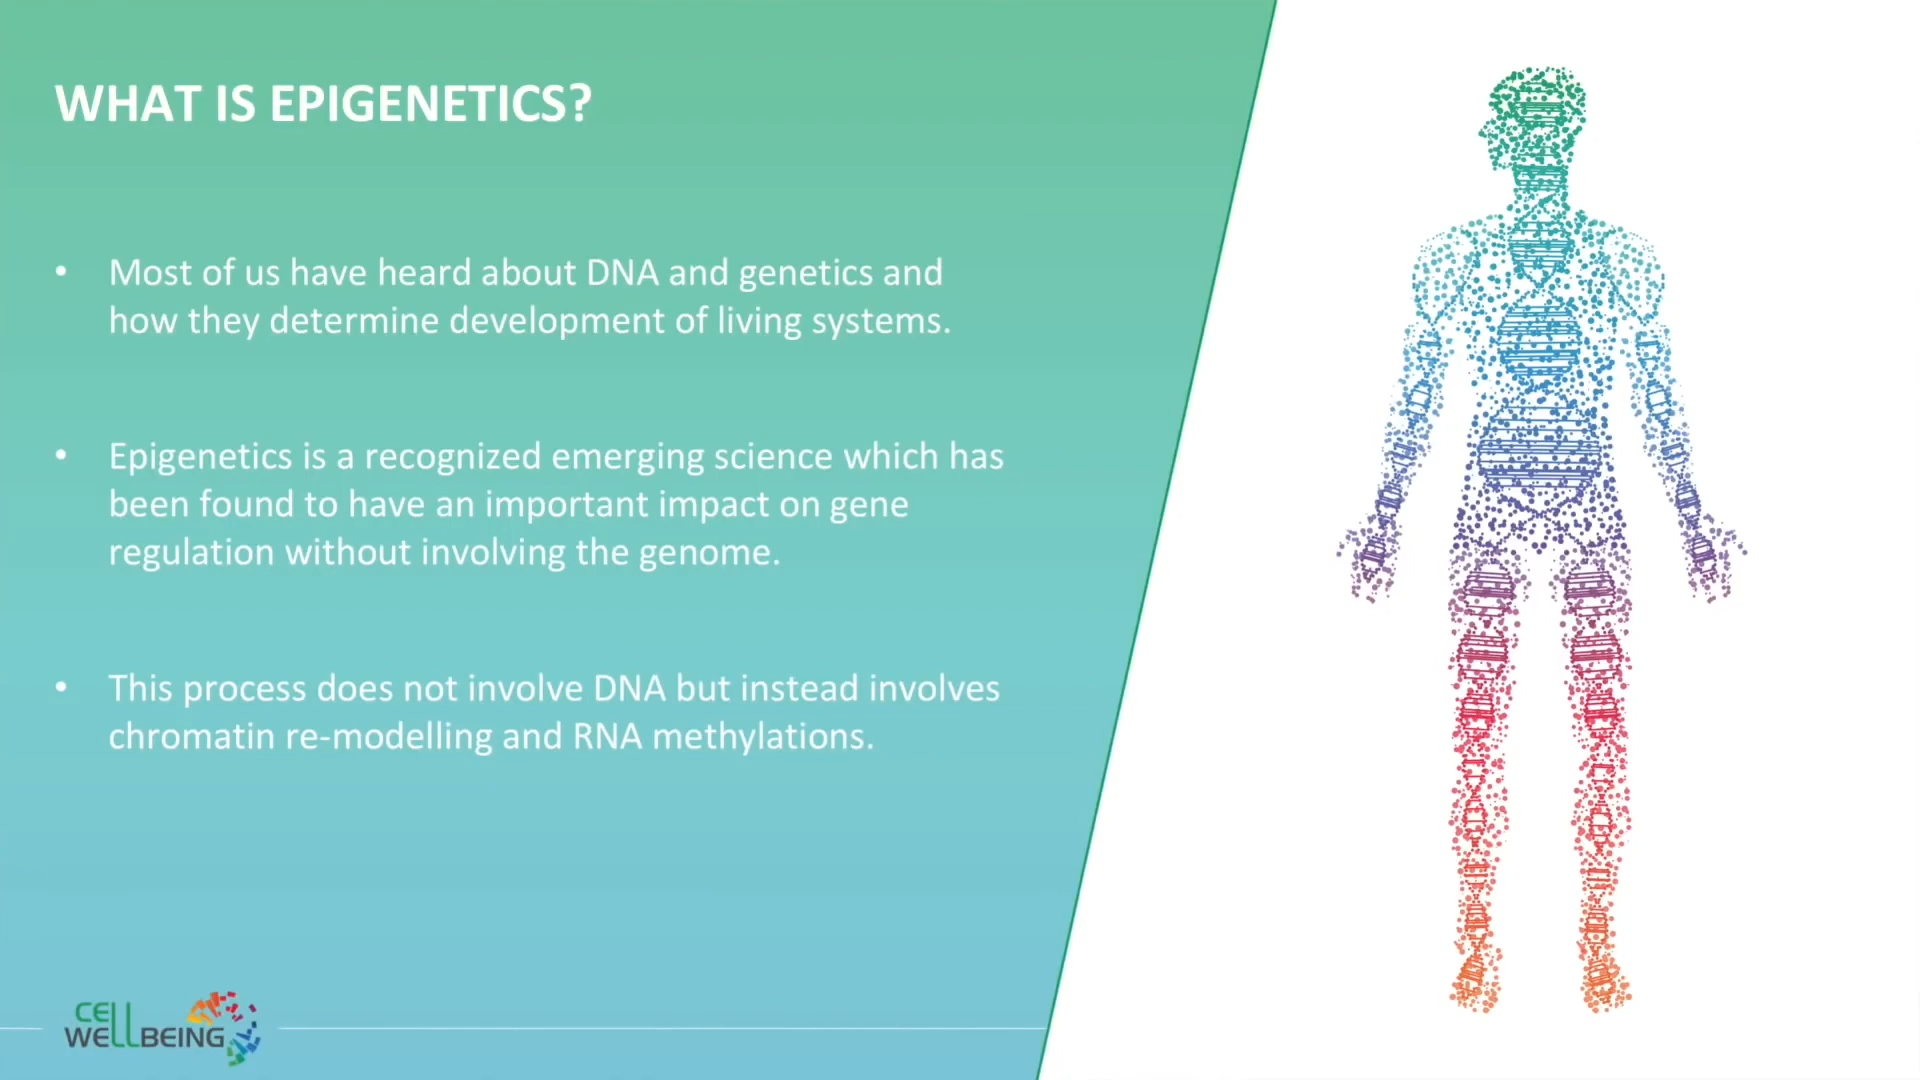 WHAT IS EPIGENETICS?
• Most of us have heard about DNA and genetics and
how they determine development of living systems.
• Epigenetics is a recognized emerging science which has
been found to have an important impact on gene
regulation without involving the genome.
• This process does not involve DNA but instead involves
chromatin re-modelling and RNA methylations.
CELL
WELLBEING